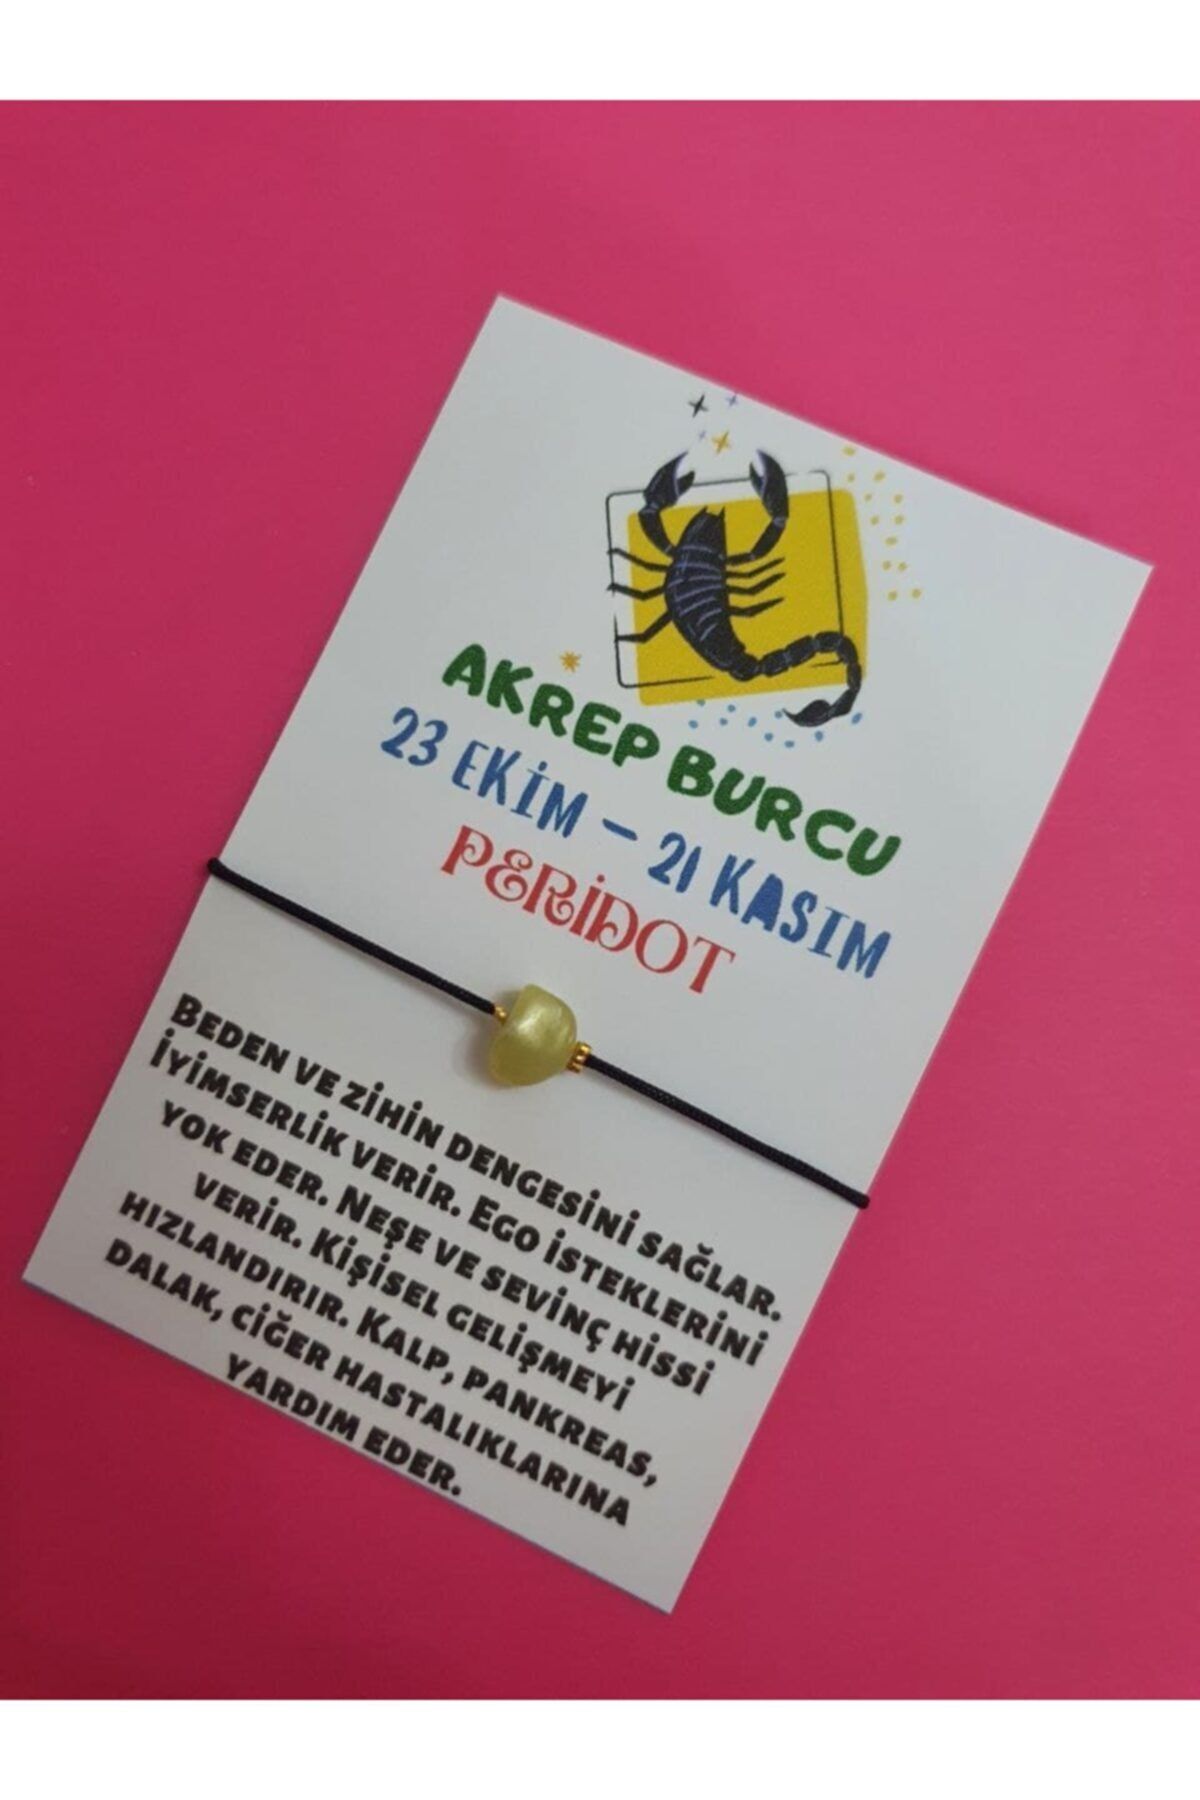 AKREP BURCU
23 EKİM - 21 KASIM
PERİDOT
BEDEN VE ZİHİN DENGESİNİ SAĞLAR.
İYİMSERLİK VERİR. EGO İSTEKLERİNİ
YOK EDER. NEŞE VE SEVİNÇ HİSSİ
VERİR. KİŞİSEL GELİŞMEYİ
HIZLANDIRIR. KALP, PANKREAS,
DALAK, CİĞER HASTALIKLARINA
YARDIM EDER.